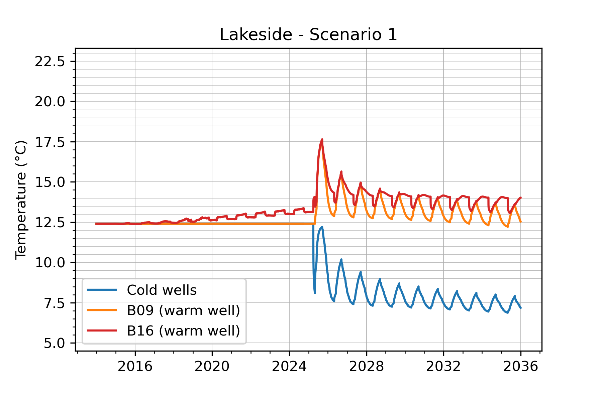 Lakeside - Scenario 1
Temperature (°C)
22.5
20.0
17.5
15.0
12.5
10.0
7.5
5.0
Cold wells
B09 (warm well)
B16 (warm well)
2016 2020 2024 2028 2032 2036